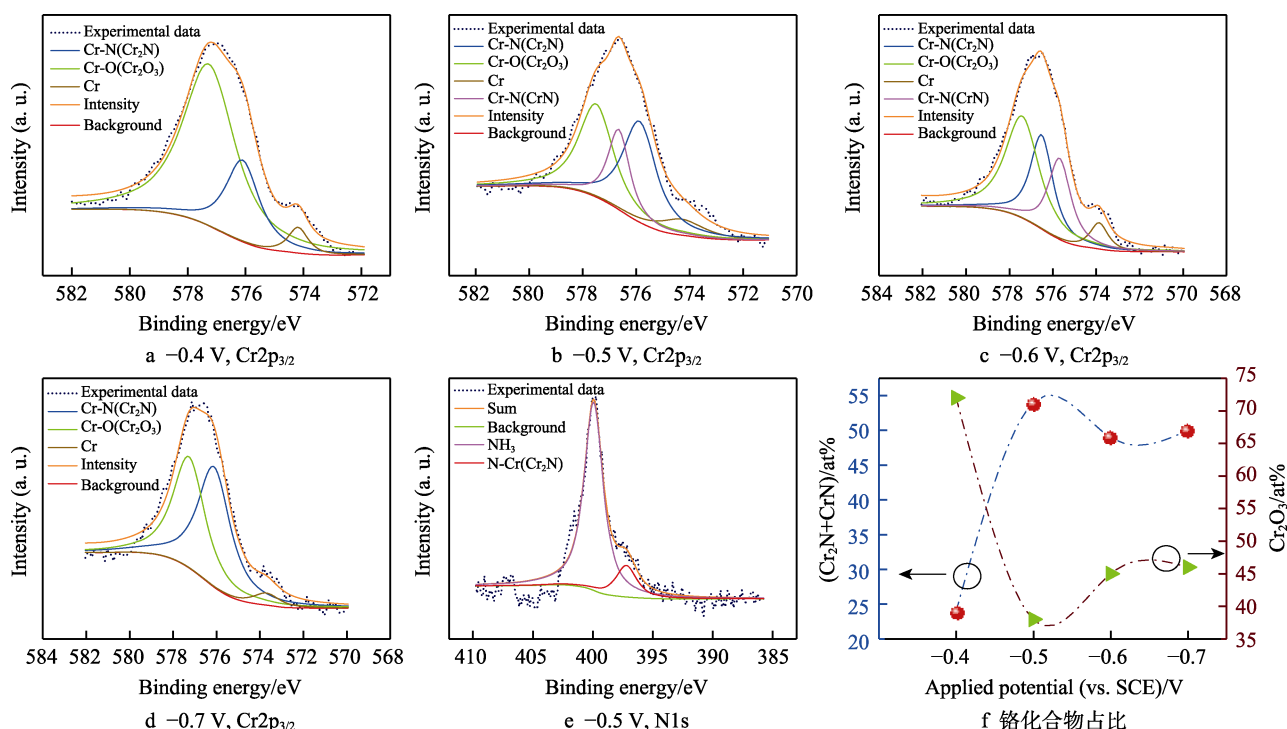 Experimental data
Cr-N(Cr₂N)
Cr-O(Cr₂O₃)
Cr
Intensity
Background
Intensity (a. u.)
582 580 578 576 574 572
Binding energy/eV
a −0.4 V, Cr2p₃/₂
Experimental data
Cr-N(Cr₂N)
Cr-O(Cr₂O₃)
Cr
Cr-N(CrN)
Intensity
Background
Intensity (a. u.)
582 580 578 576 574 572 570
Binding energy/eV
b −0.5 V, Cr2p₃/₂
Experimental data
Cr-N(Cr₂N)
Cr-O(Cr₂O₃)
Cr
Cr-N(CrN)
Intensity
Background
Intensity (a. u.)
584 582 580 578 576 574 572 570 568
Binding energy/eV
c −0.6 V, Cr2p₃/₂
Experimental data
Cr-N(Cr₂N)
Cr-O(Cr₂O₃)
Cr
Intensity
Background
Intensity (a. u.)
584 582 580 578 576 574 572 570 568
Binding energy/eV
d −0.7 V, Cr2p₃/₂
Experimental data
Sum
Background
NH₃
N-Cr(Cr₂N)
Intensity (a. u.)
410 405 400 395 390 385
Binding energy/eV
e −0.5 V, N1s
(Cr₂N+CrN)/at%
55
50
45
40
35
30
25
20
75
70
65
60
55
50
45
40
35
Cr₂O₃/at%
−0.4 −0.5 −0.6 −0.7
Applied potential (vs. SCE)/V
f 铬化合物占比